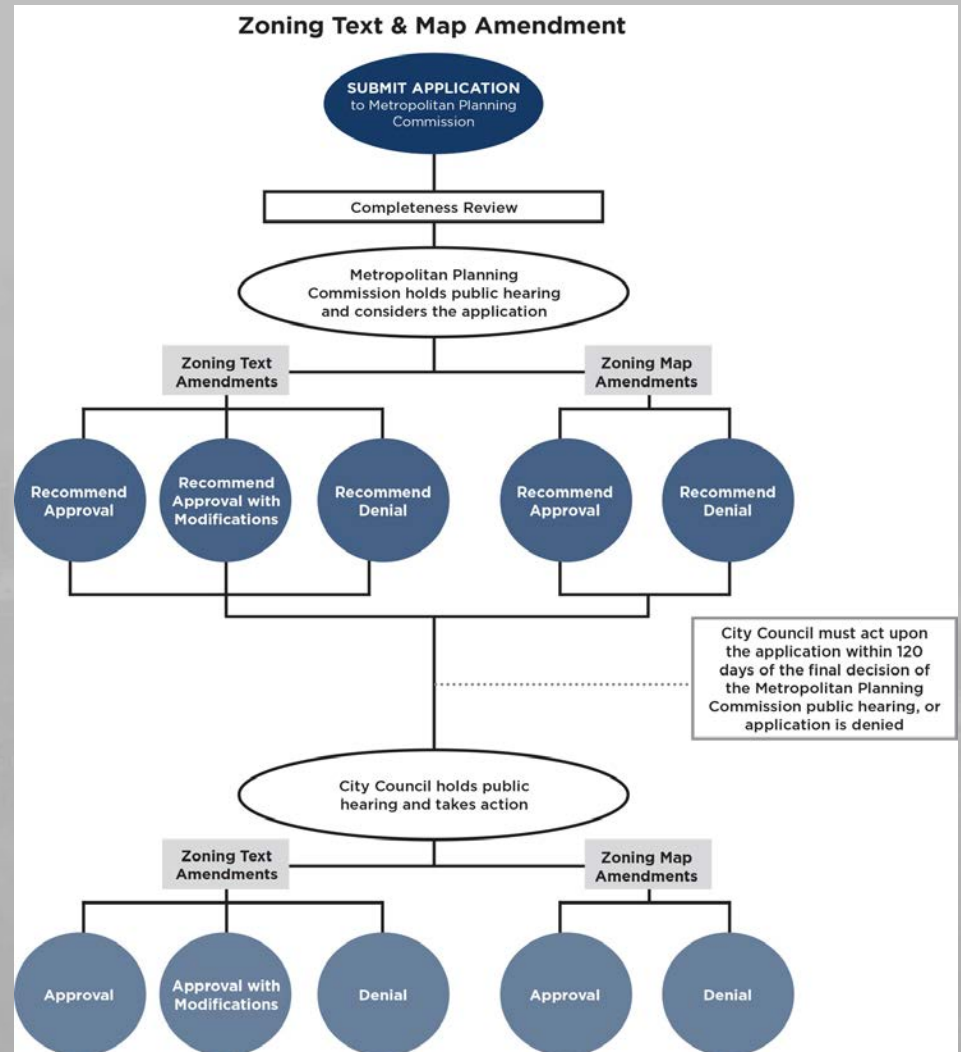 Zoning Text & Map Amendment
SUBMIT APPLICATION
to Metropolitan Planning
Commission
Completeness Review
Metropolitan Planning
Commission holds public hearing
and considers the application
Zoning Text
Amendments
Zoning Map
Amendments
Recommend
Approval
Recommend
Approval with
Modifications
Recommend
Denial
Recommend
Approval
Recommend
Denial
City Council must act upon
the application within 120
days of the final decision of
the Metropolitan Planning
Commission public hearing, or
application is denied
City Council holds public
hearing and takes action
Zoning Text
Amendments
Zoning Map
Amendments
Approval
Approval with
Modifications
Denial
Approval
Denial